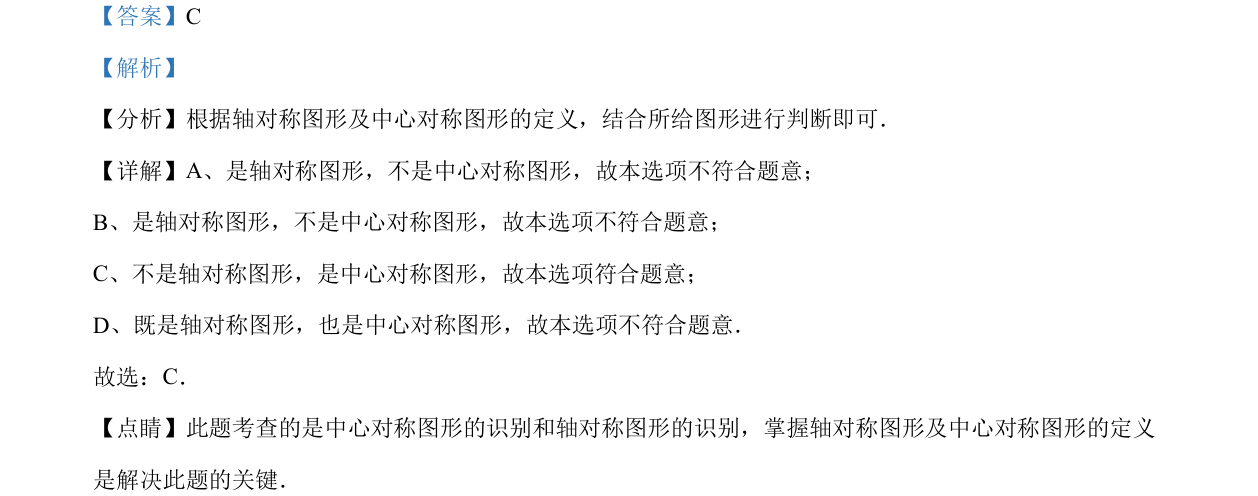 【答案】C
【解析】
【分析】根据轴对称图形及中心对称图形的定义，结合所给图形进行判断即可．
【详解】A、是轴对称图形，不是中心对称图形，故本选项不符合题意；
B、是轴对称图形，不是中心对称图形，故本选项不符合题意；
C、不是轴对称图形，是中心对称图形，故本选项符合题意；
D、既是轴对称图形，也是中心对称图形，故本选项不符合题意．
故选：C．
【点睛】此题考查的是中心对称图形的识别和轴对称图形的识别，掌握轴对称图形及中心对称图形的定义
是解决此题的关键．